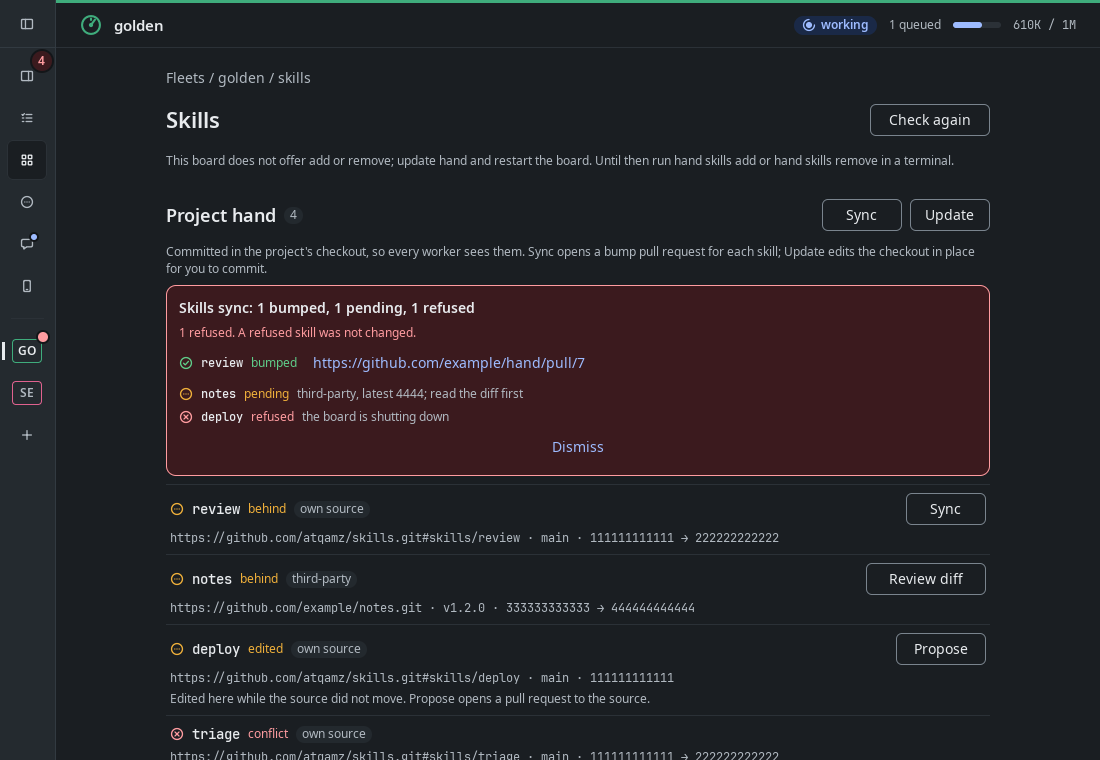 golden
working
1 queued
610K / 1M
4
Fleets / golden / skills
Skills
Check again
This board does not offer add or remove; update hand and restart the board. Until then run hand skills add or hand skills remove in a terminal.
Project hand 4
Sync
Update
Committed in the project's checkout, so every worker sees them. Sync opens a bump pull request for each skill; Update edits the checkout in place
for you to commit.
Skills sync: 1 bumped, 1 pending, 1 refused
1 refused. A refused skill was not changed.
review bumped https://github.com/example/hand/pull/7
notes pending third-party, latest 4444; read the diff first
deploy refused the board is shutting down
Dismiss
GO
SE
review behind own source
Sync
https://github.com/atqamz/skills.git#skills/review · main · 111111111111 → 222222222222
notes behind third-party
Review diff
https://github.com/example/notes.git · v1.2.0 · 333333333333 → 444444444444
deploy edited own source
Propose
https://github.com/atqamz/skills.git#skills/deploy · main · 111111111111
Edited here while the source did not move. Propose opens a pull request to the source.
triage conflict own source
https://github.com/atqamz/skills.git#skills/triage · main · 111111111111 → 222222222222